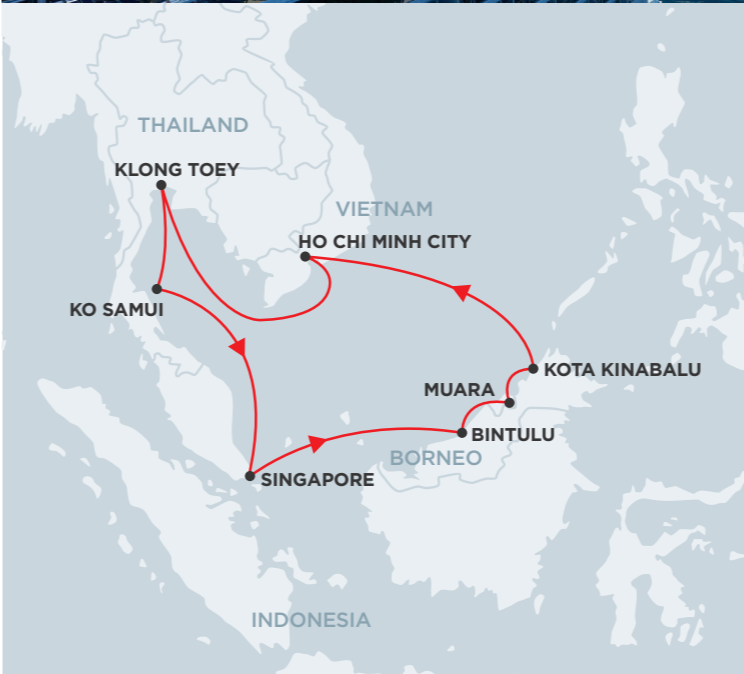 THAILAND
KLONG TOEY
VIETNAM
HO CHI MINH CITY
KO SAMUI
KOTA KINABALU
MUARA
BINTULU
BORNEO
SINGAPORE
INDONESIA